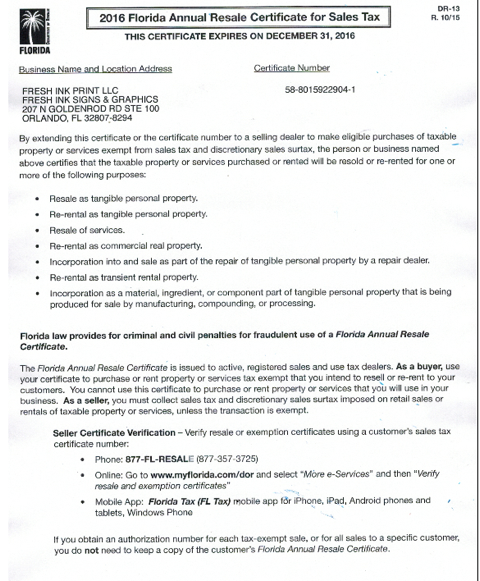 DR-13
R. 10/15
2016 Florida Annual Resale Certificate for Sales Tax
THIS CERTIFICATE EXPIRES ON DECEMBER 31, 2016
FLORIDA
Business Name and Location Address
Certificate Number
FRESH INK PRINT LLC
58-8015922904-1
FRESH INK SIGNS & GRAPHICS
207 N GOLDENROD RD STE 100
ORLANDO, FL 32807-8294
By extending this certificate or the certificate number to a selling dealer to make eligible purchases of taxable
property or services exempt from sales tax and discretionary sales surtax, the person or business named
above certifies that the taxable property or services purchased or rented will be resold or re-rented for one or
more of the following purposes:
• Resale as tangible personal property.
• Re-rental as tangible personal property.
• Resale of services.
• Re-rental as commercial real property.
• Incorporation into and sale as part of the repair of tangible personal property by a repair dealer.
• Re-rental as transient rental property.
• Incorporation as a material, ingredient, or component part of tangible personal property that is being
produced for sale by manufacturing, compounding, or processing.
Florida law provides for criminal and civil penalties for fraudulent use of a Florida Annual Resale
Certificate.
The Florida Annual Resale Certificate is issued to active, registered sales and use tax dealers. As a buyer, use
your certificate to purchase or rent property or services tax exempt that you intend to resell or re-rent to your
customers. You cannot use this certificate to purchase or rent property or services that you will use in your
business. As a seller, you must collect sales tax and discretionary sales surtax imposed on retail sales or
rentals of taxable property or services, unless the transaction is exempt.
Seller Certificate Verification – Verify resale or exemption certificates using a customer's sales tax
certificate number:
• Phone: 877-FL-RESALE (877-357-3725)
• Online: Go to www.myflorida.com/dor and select "More e-Services" and then "Verify
resale and exemption certificates"
• Mobile App: Florida Tax (FL Tax) mobile app for iPhone, iPad, Android phones and
tablets, Windows Phone
If you obtain an authorization number for each tax-exempt sale, or for all sales to a specific customer,
you do not need to keep a copy of the customer's Florida Annual Resale Certificate.